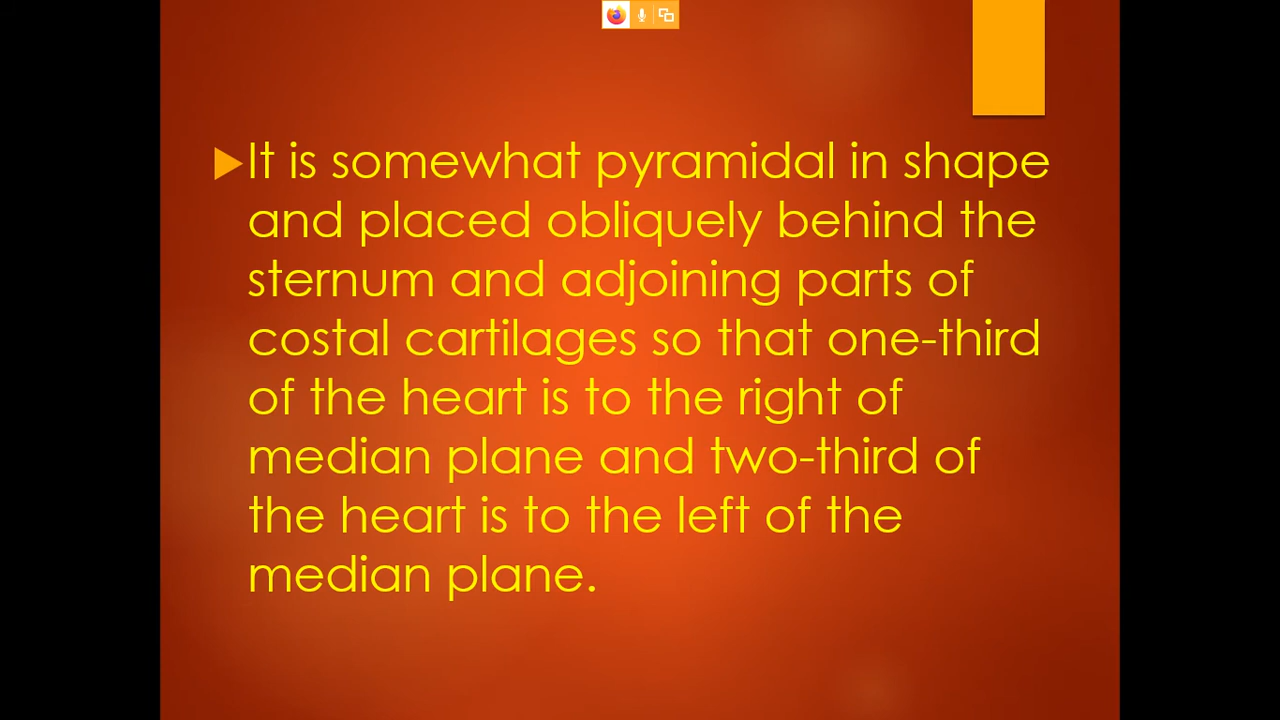 It is somewhat pyramidal in shape
and placed obliquely behind the
sternum and adjoining parts of
costal cartilages so that one-third
of the heart is to the right of
median plane and two-third of
the heart is to the left of the
median plane.